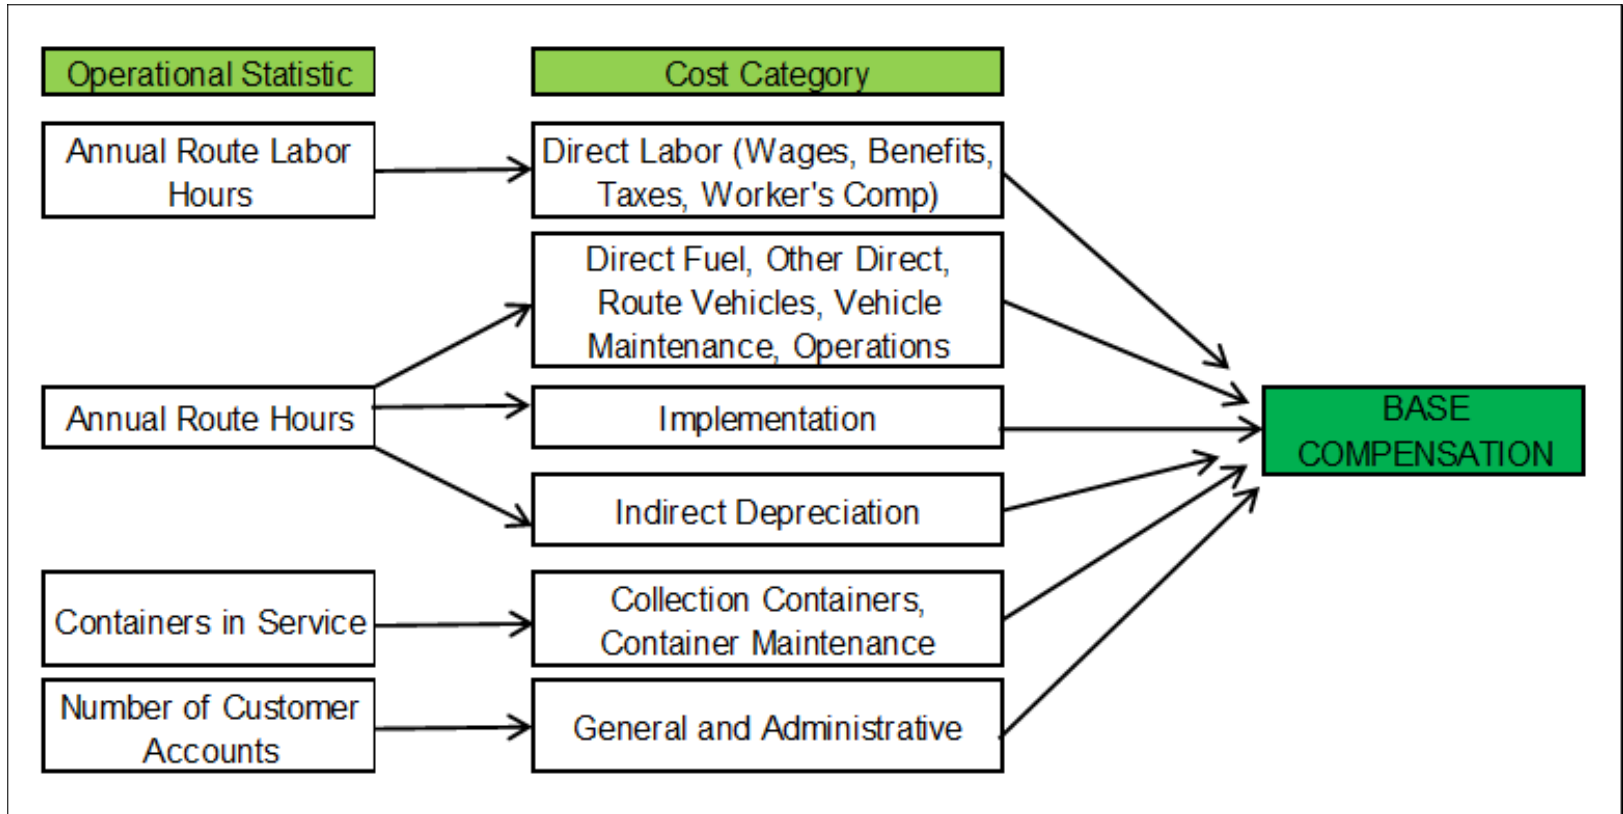 Operational Statistic
Cost Category
Annual Route Labor
Hours
Direct Labor (Wages, Benefits,
Taxes, Worker's Comp)
Direct Fuel, Other Direct,
Route Vehicles, Vehicle
Maintenance, Operations
Annual Route Hours
Implementation
BASE
COMPENSATION
Indirect Depreciation
Containers in Service
Collection Containers,
Container Maintenance
Number of Customer
Accounts
General and Administrative